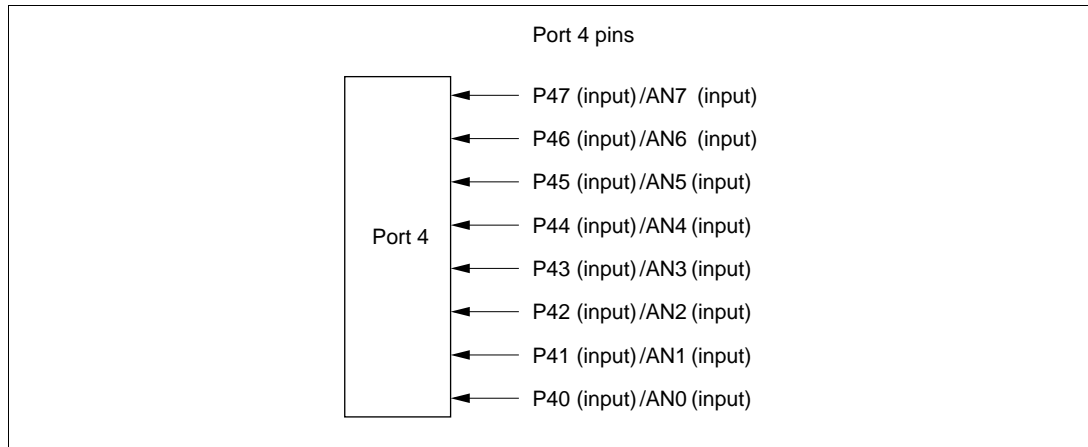 Port 4 pins
P47 (input)/AN7 (input)
P46 (input)/AN6 (input)
P45 (input)/AN5 (input)
Port 4
P44 (input)/AN4 (input)
P43 (input)/AN3 (input)
P42 (input)/AN2 (input)
P41 (input)/AN1 (input)
P40 (input)/AN0 (input)